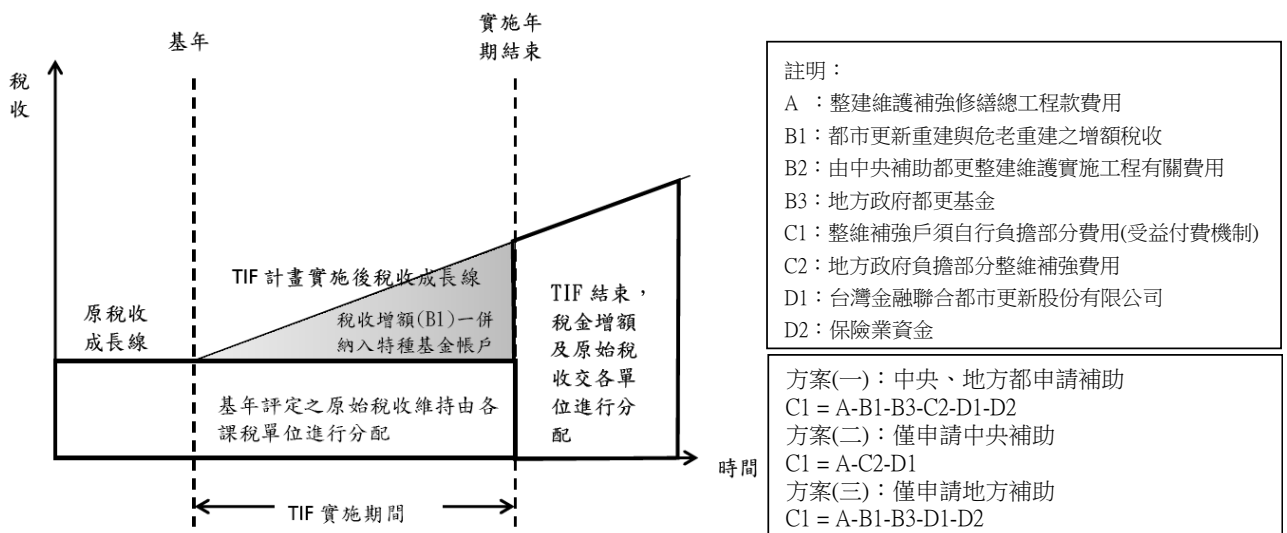 基年
實施年
期結束
稅
收
TIF 計畫實施後稅收成長線
原稅收
成長線
稅收增額(B1)一併
納入特種基金帳戶
TIF 結束，
稅金增額
及原始稅
收交各單
位進行分
配
基年評定之原始稅收維持由各
課稅單位進行分配
時間
TIF 實施期間
註明：
A ：整建維護補強修繕總工程款費用
B1：都市更新重建與危老重建之增額稅收
B2：由中央補助都更整建維護實施工程有關費用
B3：地方政府都更基金
C1：整維補強戶須自行負擔部分費用(受益付費機制)
C2：地方政府負擔部分整維補強費用
D1：台灣金融聯合都市更新股份有限公司
D2：保險業資金
方案(一)：中央、地方都申請補助
C1 = A-B1-B3-C2-D1-D2
方案(二)：僅申請中央補助
C1 = A-C2-D1
方案(三)：僅申請地方補助
C1 = A-B1-B3-D1-D2